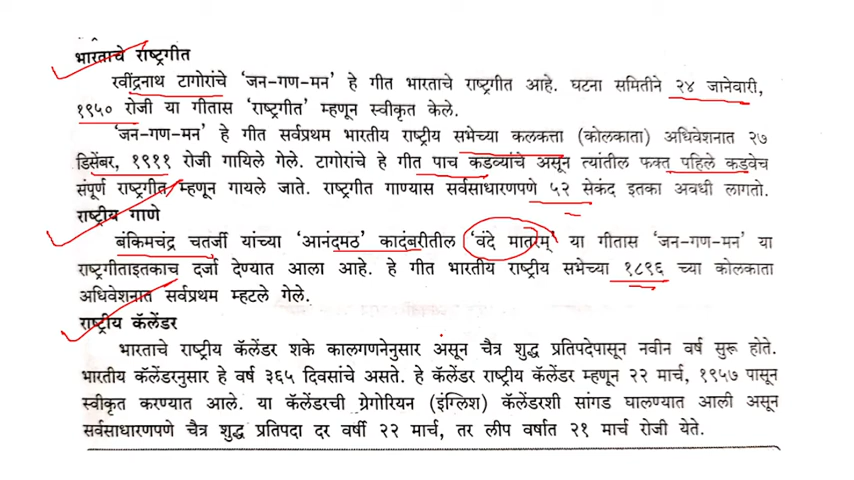 भारताचे राष्ट्रगीत
रवींद्रनाथ टागोरांचे 'जन-गण-मन' हे गीत भारताचे राष्ट्रगीत आहे. घटना समितीने २४ जानेवारी,
१९५० रोजी या गीतास 'राष्ट्रगीत' म्हणून स्वीकृत केले.
'जन-गण-मन' हे गीत सर्वप्रथम भारतीय राष्ट्रीय सभेच्या कलकत्ता (कोलकाता) अधिवेशनात २७
डिसेंबर, १९११ रोजी गायिले गेले. टागोरांचे हे गीत पाच कडव्यांचे असून त्यांतील फक्त पहिले कडवेच
संपूर्ण राष्ट्रगीत म्हणून गायले जाते. राष्ट्रगीत गाण्यास सर्वसाधारणपणे ५२ सेकंद इतका अवधी लागतो.
राष्ट्रीय गाणे
बंकिमचंद्र चतर्जी यांच्या 'आनंदमठ' कादंबरीतील 'वंदे मातरम्' या गीतास 'जन-गण-मन' या
राष्ट्रगीताइतकाच दर्जा देण्यात आला आहे. हे गीत भारतीय राष्ट्रीय सभेच्या १८९६ च्या कोलकाता
अधिवेशनात सर्वप्रथम म्हटले गेले.
राष्ट्रीय कॅलेंडर
भारताचे राष्ट्रीय कॅलेंडर शके कालगणनेनुसार असून चैत्र शुद्ध प्रतिपदेपासून नवीन वर्ष सुरू होते.
भारतीय कॅलेंडरनुसार हे वर्ष ३६५ दिवसांचे असते. हे कॅलेंडर राष्ट्रीय कॅलेंडर म्हणून २२ मार्च, १९५७ पासून
स्वीकृत करण्यात आले. या कॅलेंडरची ग्रेगोरियन (इंग्लिश) कॅलेंडरशी सांगड घालण्यात आली असून
सर्वसाधारणपणे चैत्र शुद्ध प्रतिपदा दर वर्षी २२ मार्च, तर लीप वर्षात २१ मार्च रोजी येते.